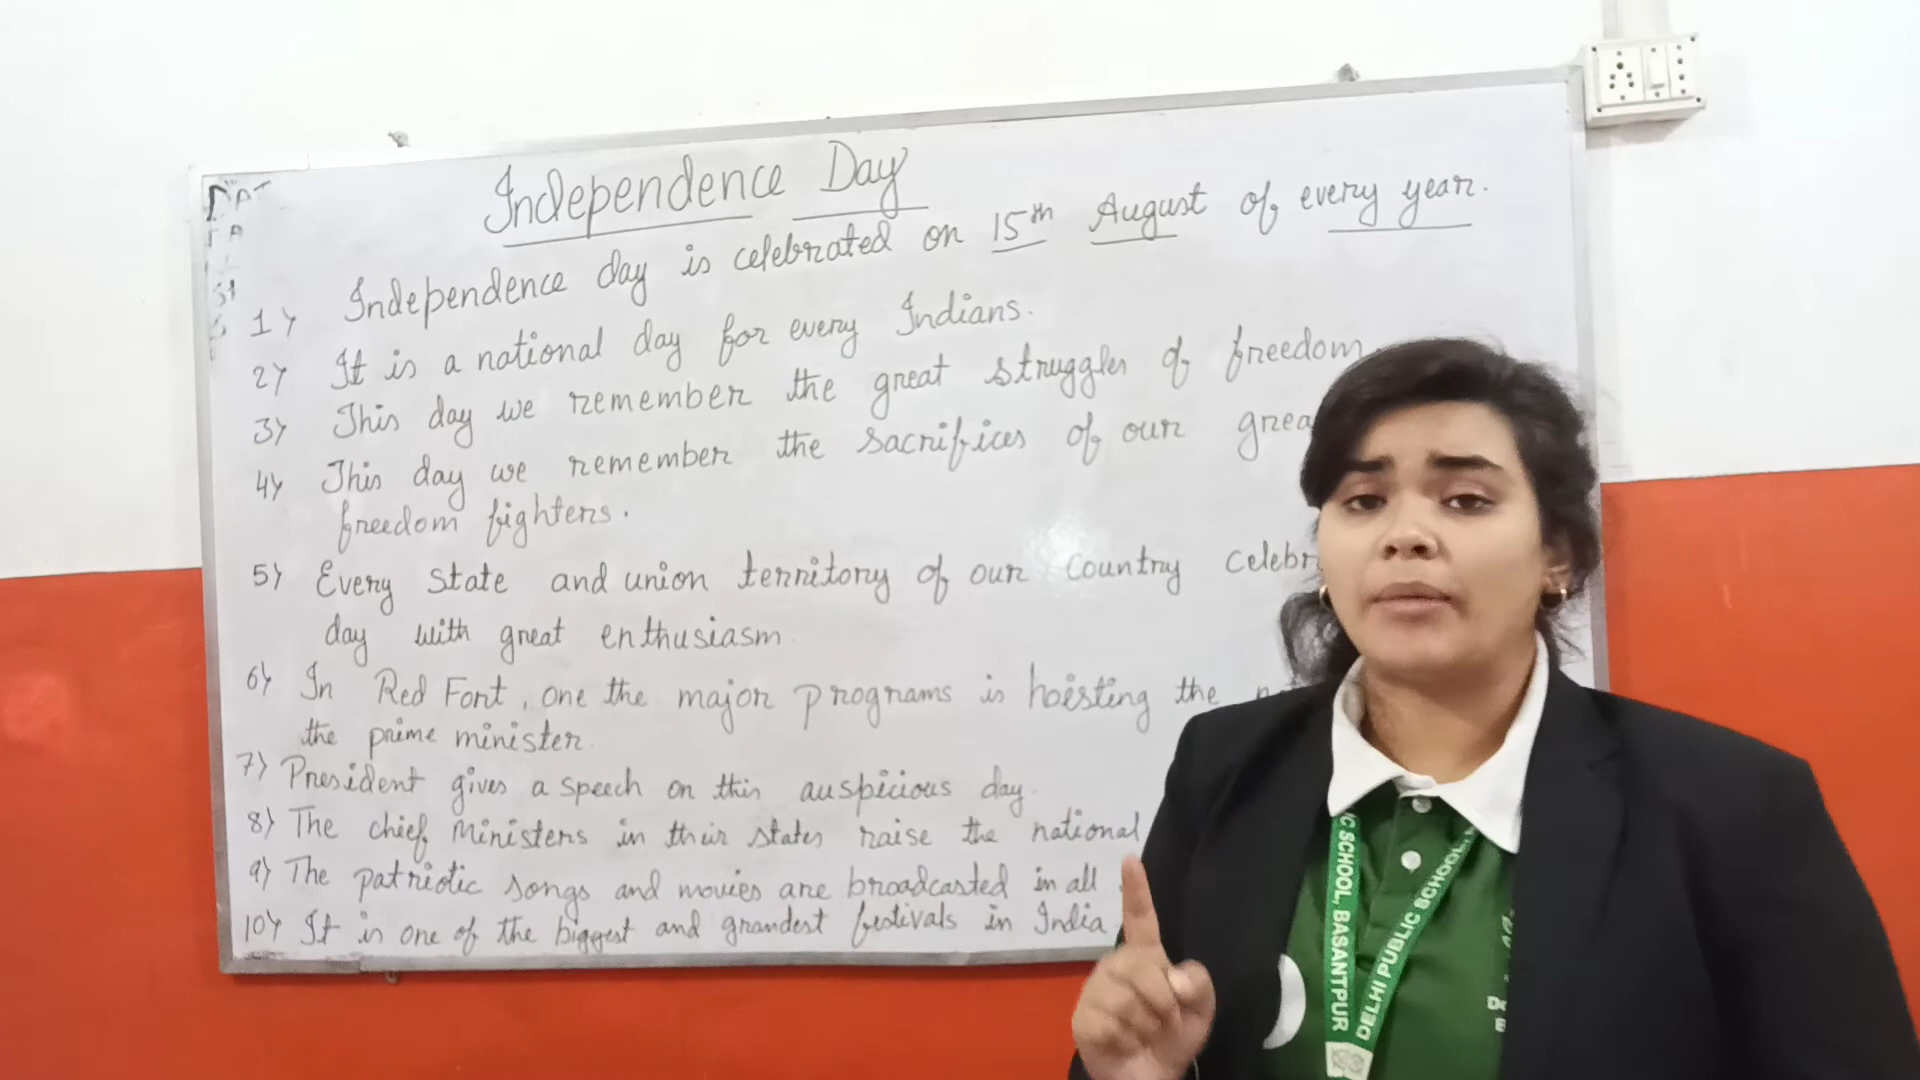 Independence Day
1) Independence day is celebrated on 15th August of every year.
2) It is a national day for every Indians.
3) This day we remember the great struggles of freedom.
4) This day we remember the sacrifices of our
freedom fighters.
5) Every state and union territory of our country
day with great enthusiasm
6) In Red Fort, one the major programs is hoisting the
the prime minister.
7) President gives a speech on this auspicious day.
8) The chief Ministers in their states raise the national
9) The patriotic songs and movies are broadcasted in all
10) It is one of the biggest and grandest festivals in India.
C SCHOOL, BASANTPUR
DELHI PUBLIC SCHOOL,